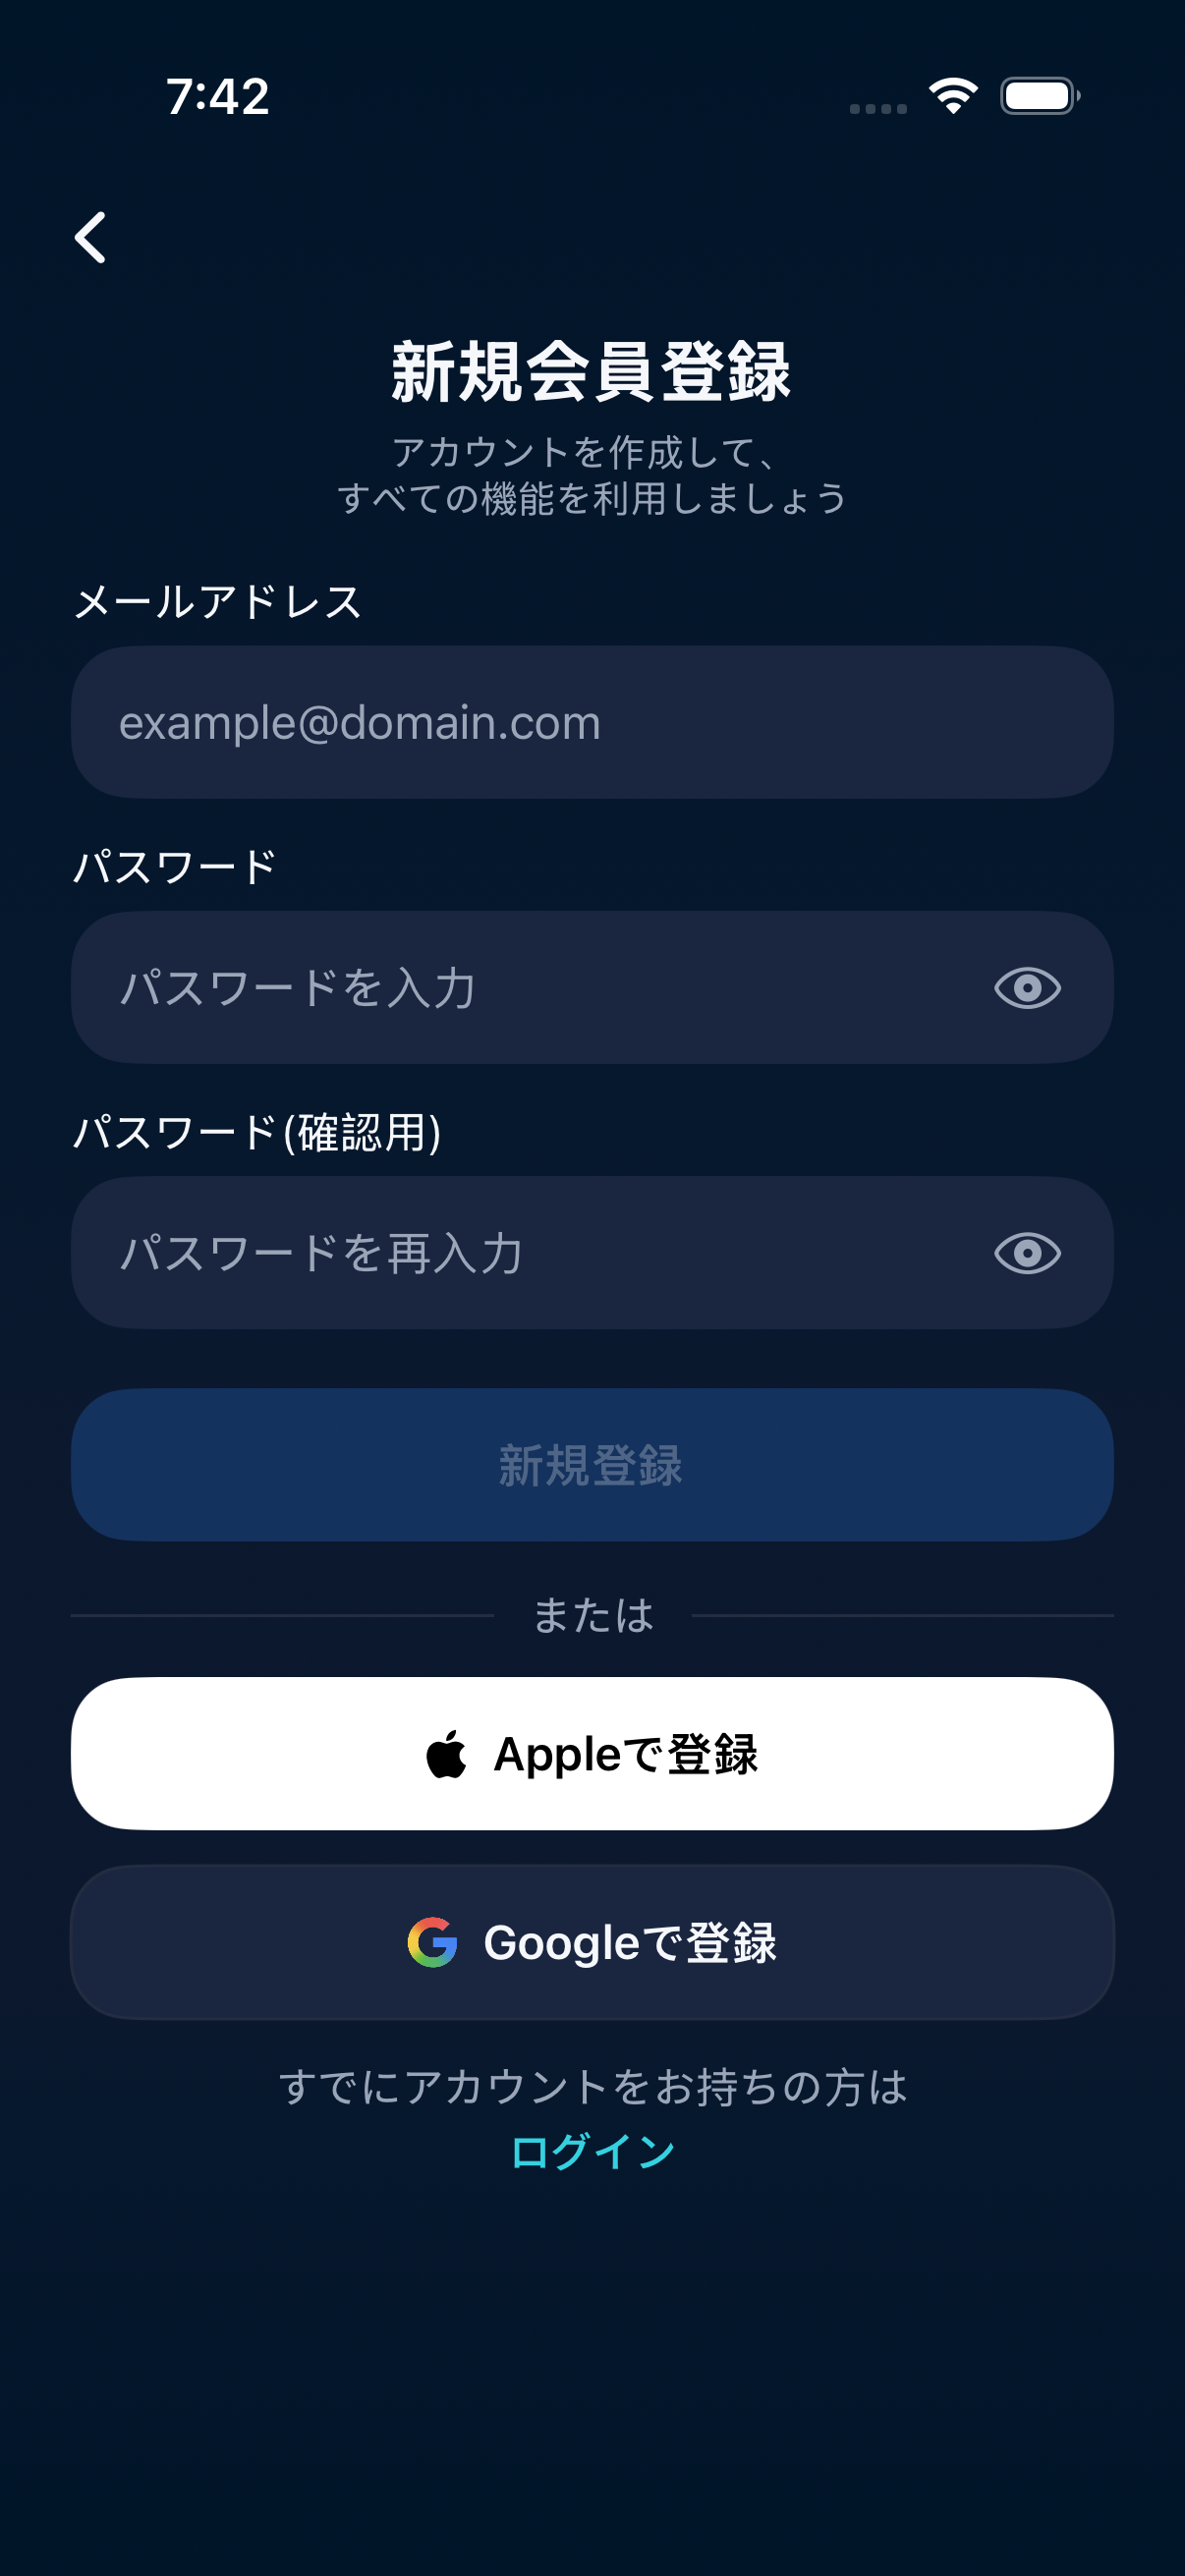 7:42
新規会員登録
アカウントを作成して、
すべての機能を利用しましょう
メールアドレス
example@domain.com
パスワード
パスワードを入力
パスワード(確認用)
パスワードを再入力
新規登録
または
Appleで登録
Googleで登録
すでにアカウントをお持ちの方は
ログイン